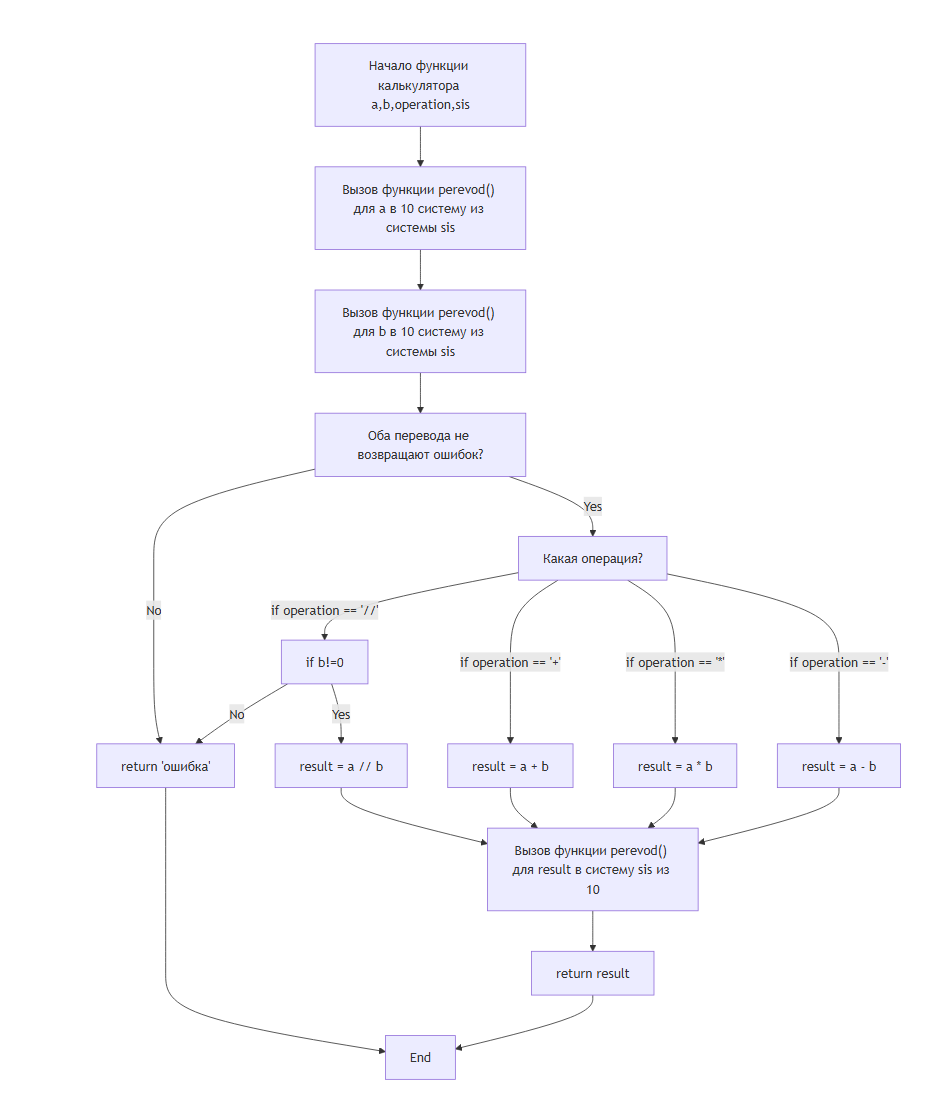 Начало функции
калькулятора
a,b,operation,sis
Вызов функции perevod()
для a в 10 систему из
системы sis
Вызов функции perevod()
для b в 10 систему из
системы sis
Оба перевода не
возвращают ошибок?
Yes
Какая операция?
No
if operation == '//'
if b!=0
if operation == '+'
if operation == '*'
if operation == '-'
No
Yes
return 'ошибка'
result = a // b
result = a + b
result = a * b
result = a - b
Вызов функции perevod()
для result в систему sis из
10
return result
End